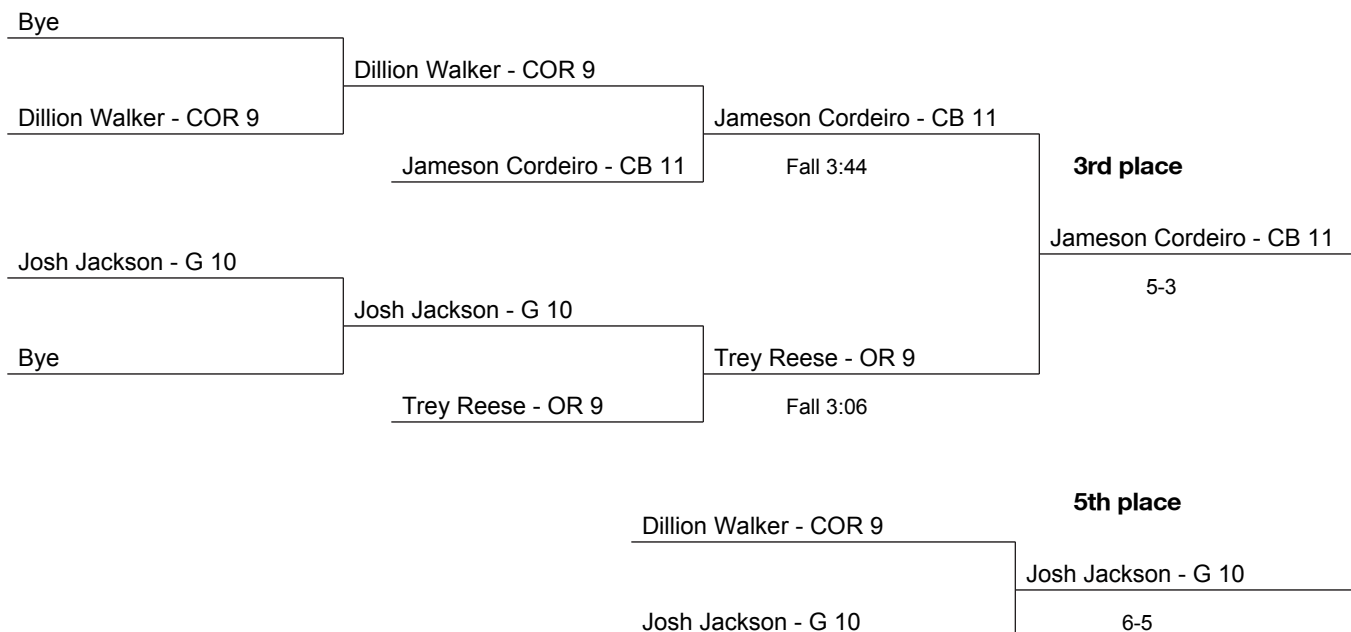 Bye
Dillion Walker - COR 9
Dillion Walker - COR 9
Jameson Cordeiro - CB 11
Jameson Cordeiro - CB 11
Fall 3:44
3rd place
Jameson Cordeiro - CB 11
Josh Jackson - G 10
5-3
Josh Jackson - G 10
Bye
Trey Reese - OR 9
Trey Reese - OR 9
Fall 3:06
5th place
Dillion Walker - COR 9
Josh Jackson - G 10
Josh Jackson - G 10
6-5